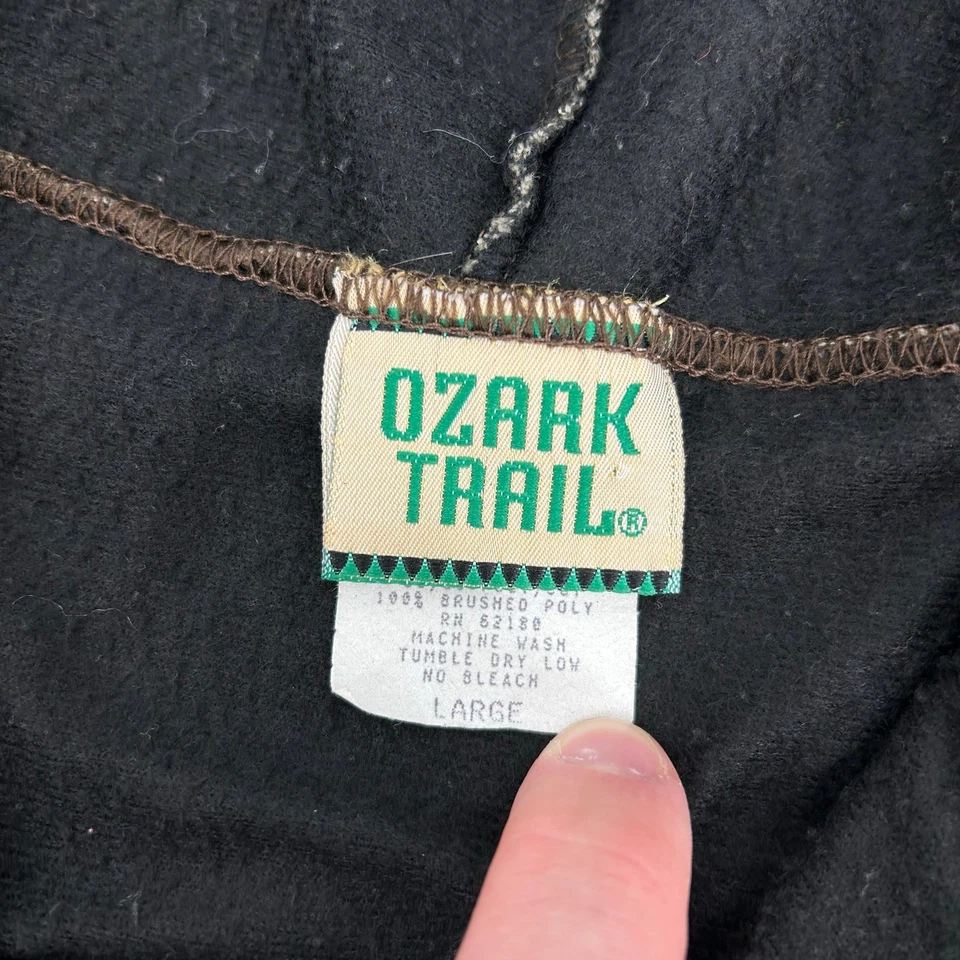 OZARK
TRAIL®
100% BRUSHED POLY
RN 62180
MACHINE WASH
TUMBLE DRY LOW
NO BLEACH
LARGE